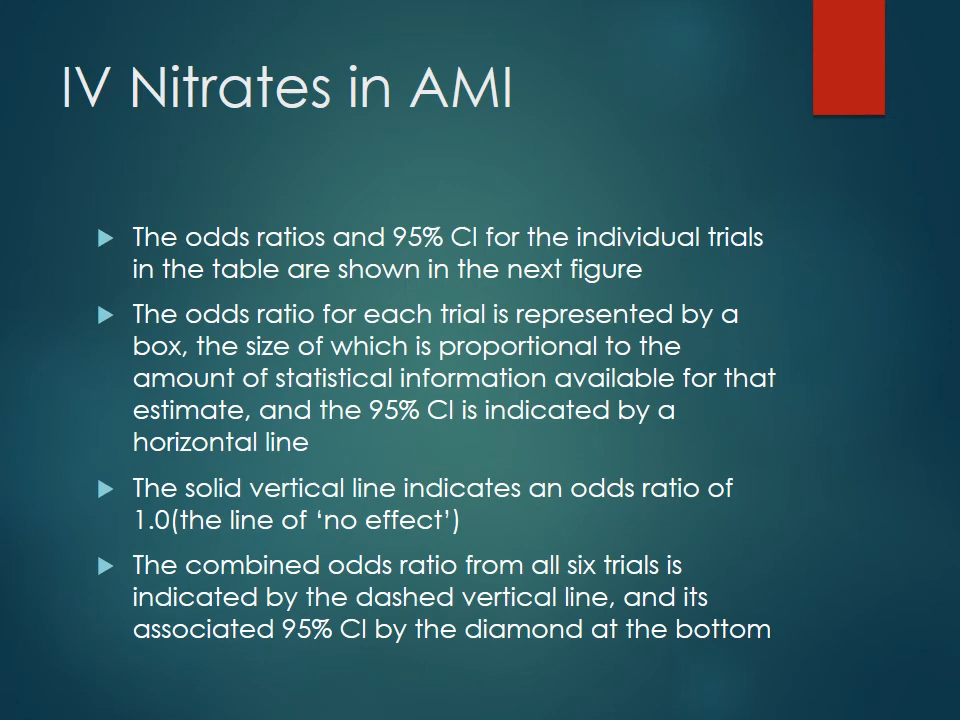 IV Nitrates in AMI
The odds ratios and 95% CI for the individual trials
in the table are shown in the next figure
The odds ratio for each trial is represented by a
box, the size of which is proportional to the
amount of statistical information available for that
estimate, and the 95% CI is indicated by a
horizontal line
The solid vertical line indicates an odds ratio of
1.0(the line of ‘no effect’)
The combined odds ratio from all six trials is
indicated by the dashed vertical line, and its
associated 95% CI by the diamond at the bottom